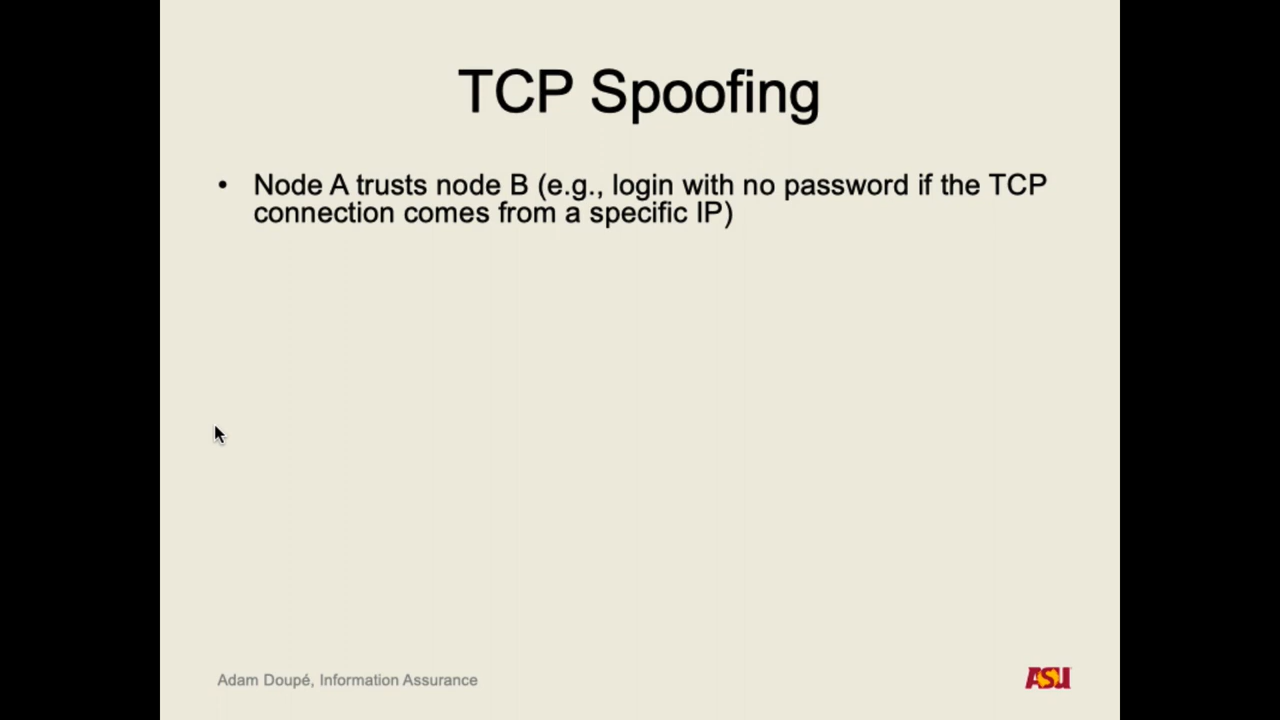 TCP Spoofing
• Node A trusts node B (e.g., login with no password if the TCP
connection comes from a specific IP)
Adam Doupé, Information Assurance
ASU